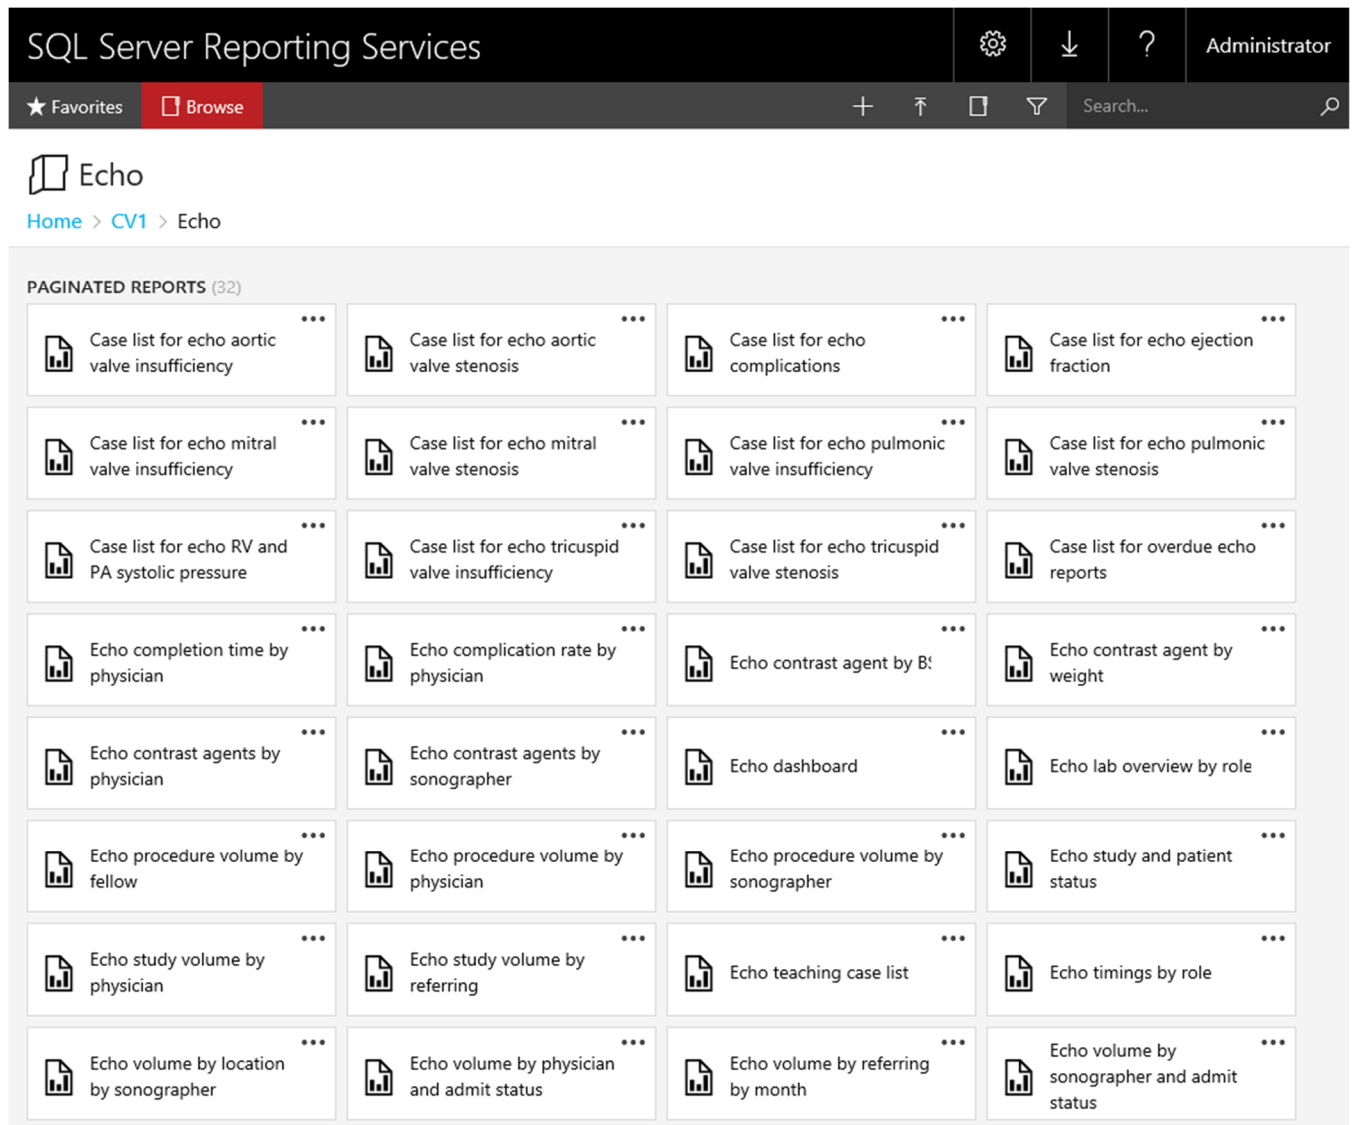 SQL Server Reporting Services
Administrator
Favorites
Browse
Search...
Echo
Home > CV1 > Echo
PAGINATED REPORTS (32)
Case list for echo aortic
valve insufficiency
Case list for echo aortic
valve stenosis
Case list for echo
complications
Case list for echo ejection
fraction
Case list for echo mitral
valve insufficiency
Case list for echo mitral
valve stenosis
Case list for echo pulmonic
valve insufficiency
Case list for echo pulmonic
valve stenosis
Case list for echo RV and
PA systolic pressure
Case list for echo tricuspid
valve insufficiency
Case list for echo tricuspid
valve stenosis
Case list for overdue echo
reports
Echo completion time by
physician
Echo complication rate by
physician
Echo contrast agent by
Echo contrast agent by
weight
Echo contrast agents by
physician
Echo contrast agents by
sonographer
Echo dashboard
Echo lab overview by role
Echo procedure volume by
fellow
Echo procedure volume by
physician
Echo procedure volume by
sonographer
Echo study and patient
status
Echo study volume by
physician
Echo study volume by
referring
Echo teaching case list
Echo timings by role
Echo volume by location
by sonographer
Echo volume by physician
and admit status
Echo volume by referring
by month
Echo volume by
sonographer and admit
status